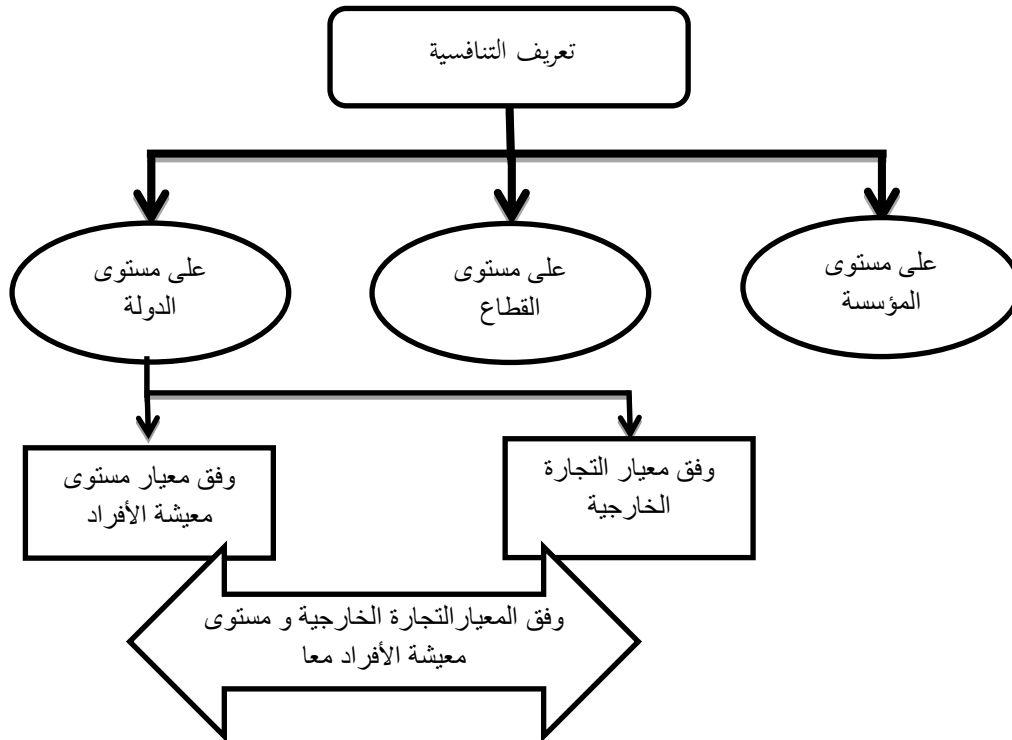 تعريف التنافسية
على مستوى
المؤسسة
على مستوى
القطاع
على مستوى
الدولة
وفق معيار التجارة
الخارجية
وفق معيار مستوى
معيشة الأفراد
وفق المعيارالتجارة الخارجية و مستوى
معيشة الأفراد معا